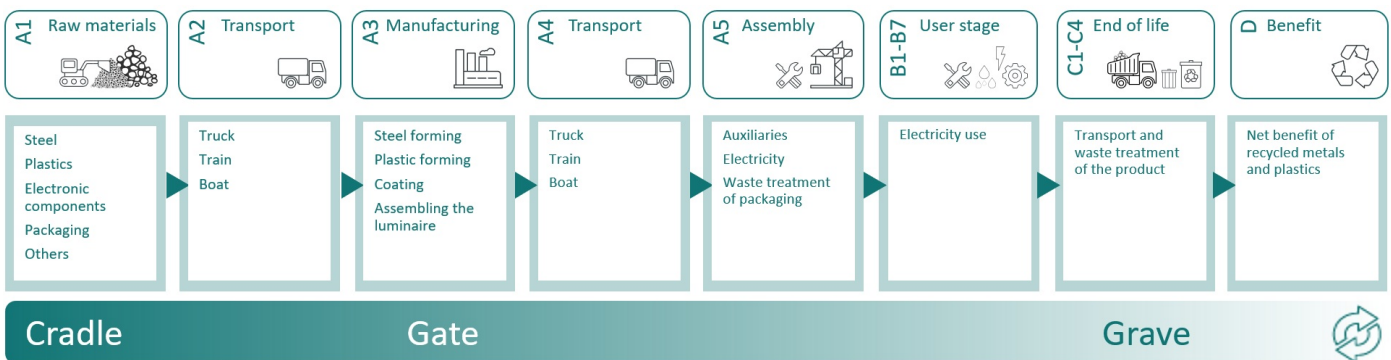 A1 Raw materials
A2 Transport
A3 Manufacturing
A4 Transport
A5 Assembly
B1-B7 User stage
C1-C4 End of life
D Benefit
Steel
Plastics
Electronic
components
Packaging
Others
Truck
Train
Boat
Steel forming
Plastic forming
Coating
Assembling the
luminaire
Truck
Train
Boat
Auxiliaries
Electricity
Waste treatment
of packaging
Electricity use
Transport and
waste treatment
of the product
Net benefit of
recycled metals
and plastics
Cradle
Gate
Grave